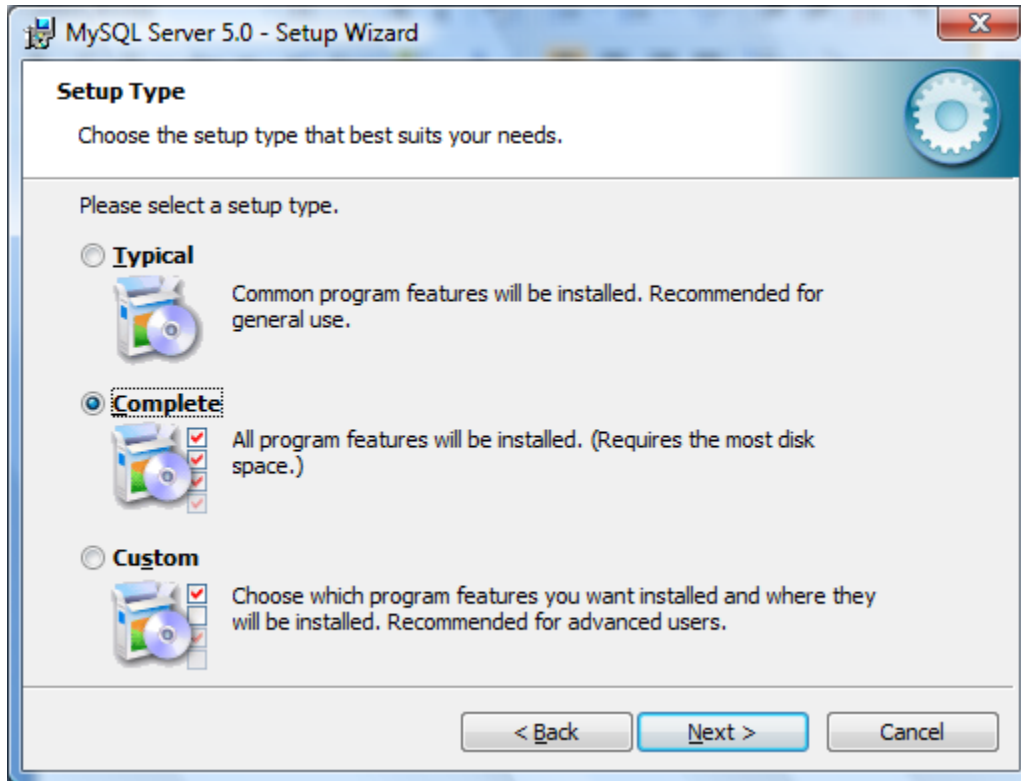 MySQL Server 5.0 - Setup Wizard
Setup Type
Choose the setup type that best suits your needs.
Please select a setup type.
Typical
Common program features will be installed. Recommended for
general use.
Complete
All program features will be installed. (Requires the most disk
space.)
Custom
Choose which program features you want installed and where they
will be installed. Recommended for advanced users.
< Back
Next >
Cancel